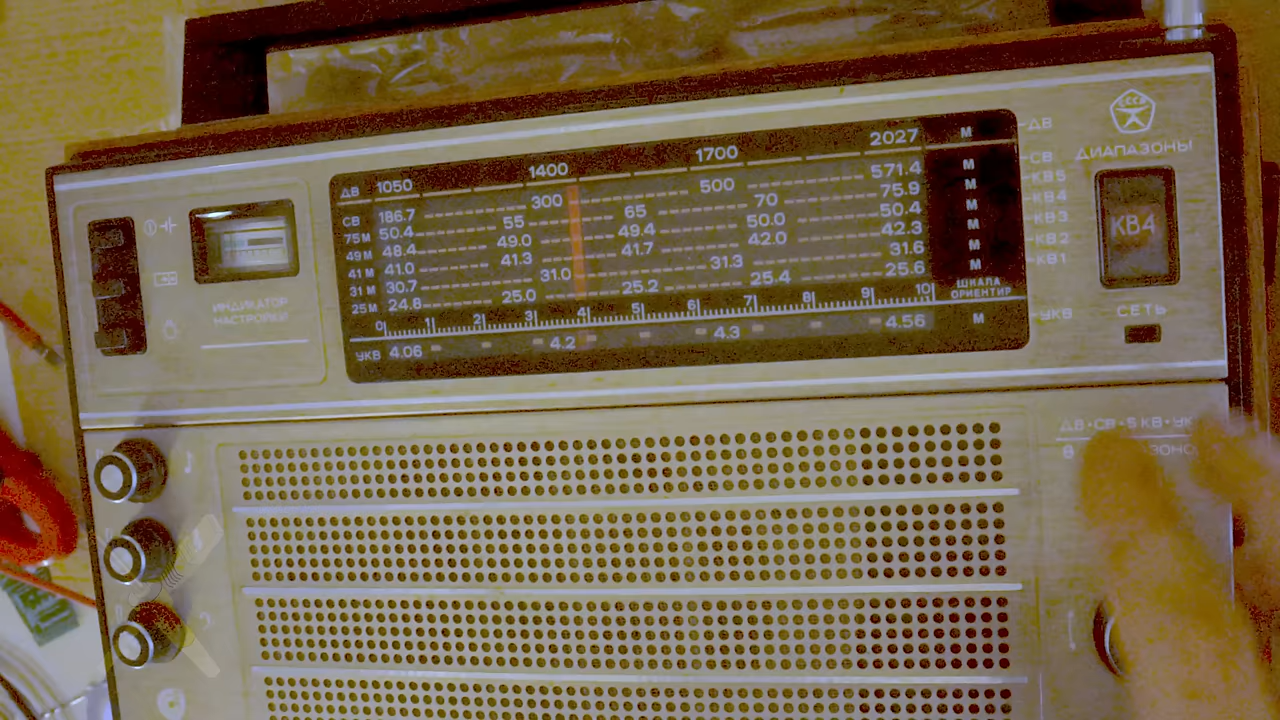 ДВ 1050 1400 1700 2027 М ДВ
СВ 186.7 300 500 571.4 М СВ
75М 50.4 55 65 70 75.9 М КВ5
49М 48.4 49.0 49.4 50.0 50.4 М КВ4
41М 41.0 41.3 41.7 42.0 42.3 М КВ3
31М 30.7 31.0 31.3 31.6 М КВ2
25М 24.8 25.0 25.2 25.4 25.6 М КВ1
0 1 2 3 4 5 6 7 8 9 10 ШКАЛА ОРИЕНТИР
УКВ 4.06 4.2 4.3 4.56 М УКВ
ИНДИКАТОР
НАСТРОЙКИ
СССР
ДИАПАЗОНЫ
КВ4
СЕТЬ
ДВ·СВ·5 КВ·УК